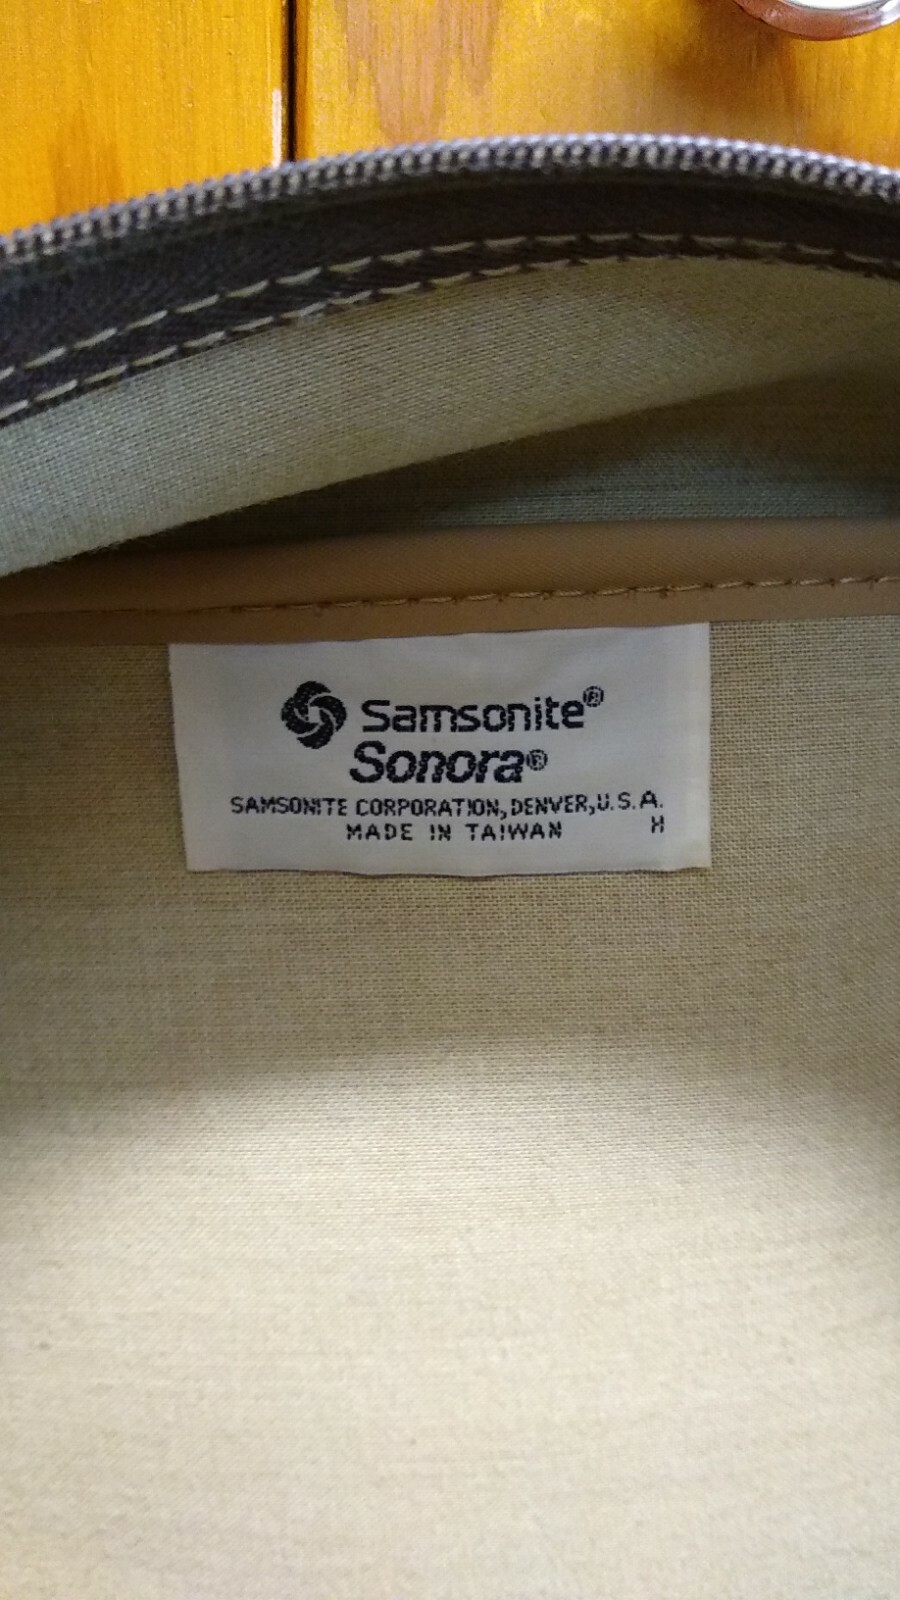 Samsonite®
Sonora®
SAMSONITE CORPORATION, DENVER, U.S.A.
MADE IN TAIWAN H